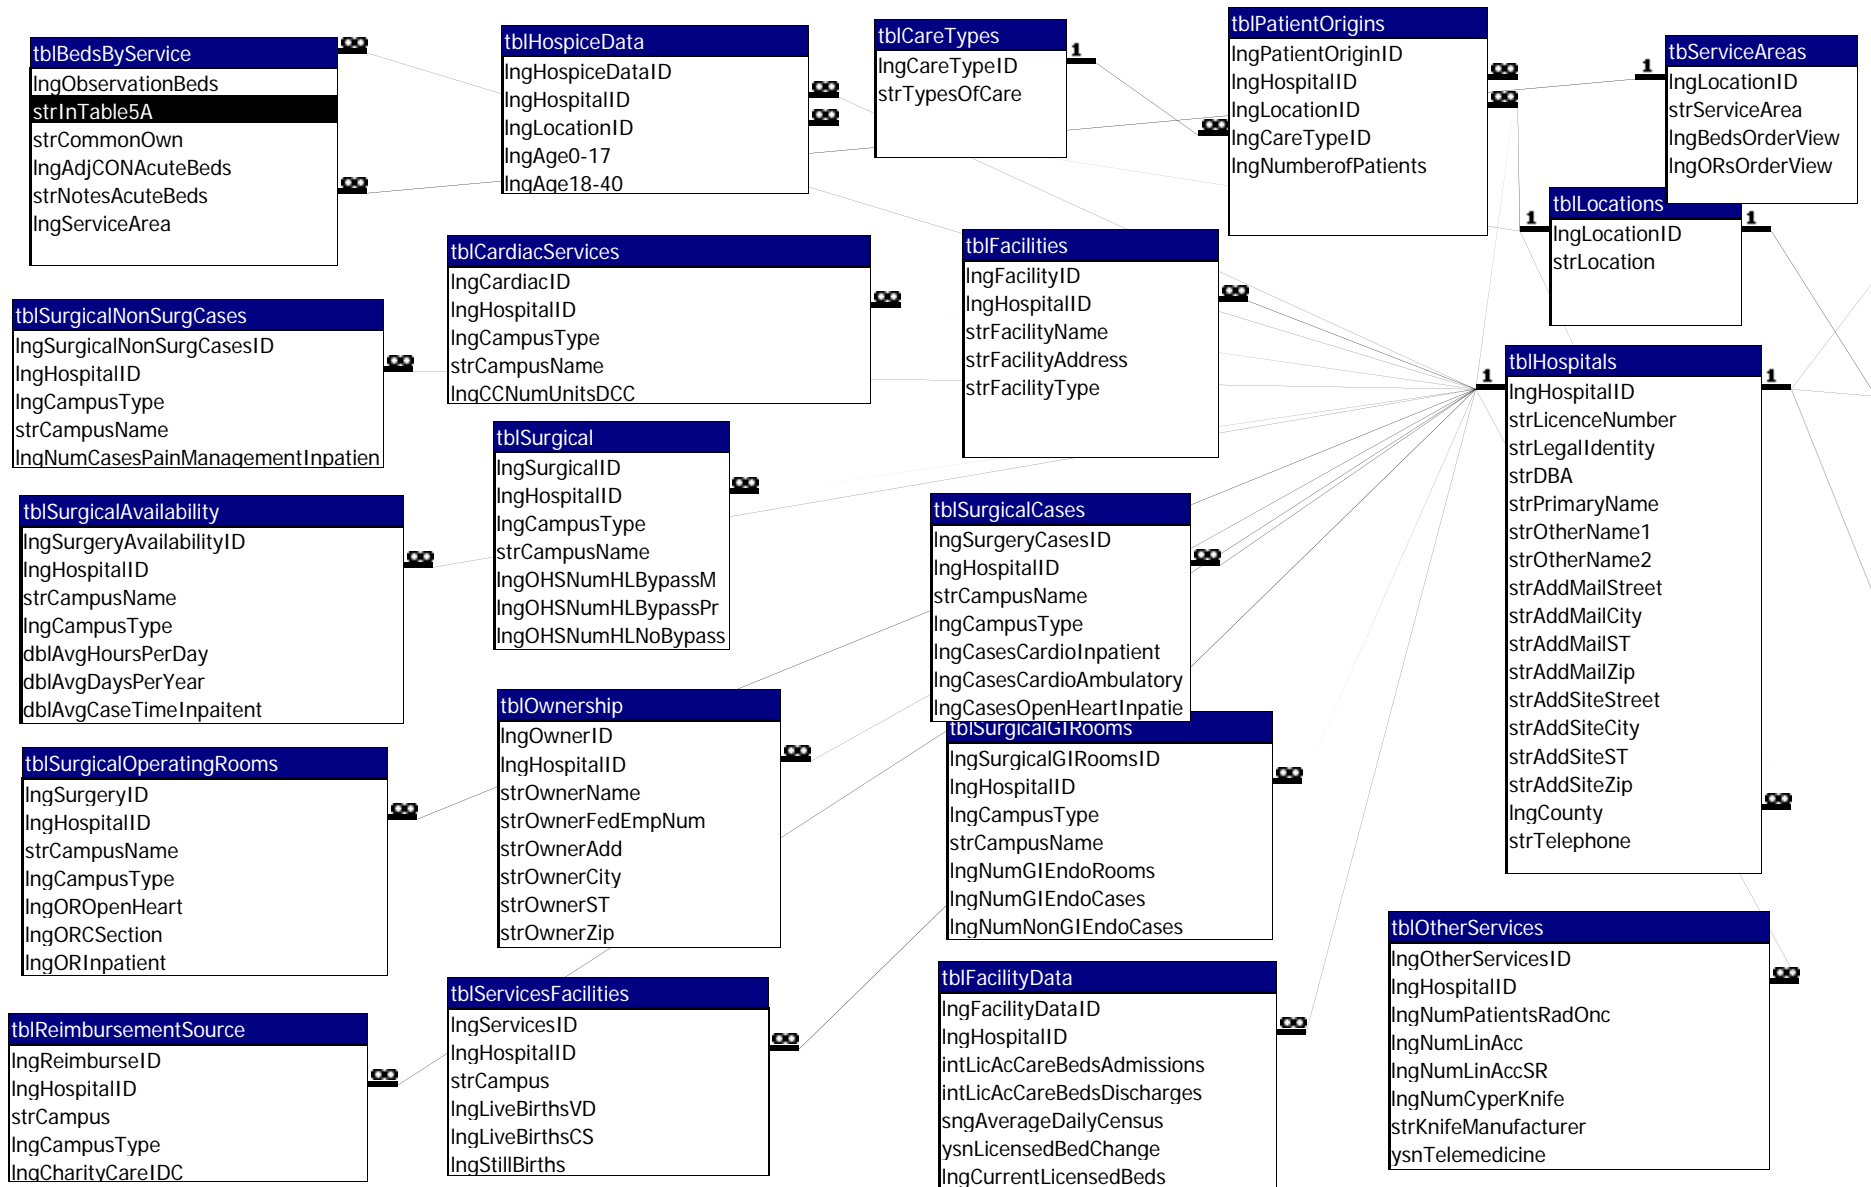 tblBedsByService
lngObservationBeds
strInTable5A
strCommonOwn
lngAdjCONAcuteBeds
strNotesAcuteBeds
lngServiceArea
tblHospiceData
lngHospiceDataID
lngHospitalID
lngLocationID
lngAge0-17
lngAge18-40
tblCareTypes
lngCareTypeID
strTypesOfCare
tblPatientOrigins
lngPatientOriginID
lngHospitalID
lngLocationID
lngCareTypeID
lngNumberofPatients
tbServiceAreas
lngLocationID
strServiceArea
lngBedsOrderView
lngORsOrderView
tblLocations
lngLocationID
strLocation
tblCardiacServices
lngCardiacID
lngHospitalID
lngCampusType
strCampusName
lngCCNumUnitsDCC
tblFacilities
lngFacilityID
lngHospitalID
strFacilityName
strFacilityAddress
strFacilityType
tblSurgicalNonSurgCases
lngSurgicalNonSurgCasesID
lngHospitalID
lngCampusType
strCampusName
lngNumCasesPainManagementInpatien
tblHospitals
lngHospitalID
strLicenceNumber
strLegalIdentity
strDBA
strPrimaryName
strOtherName1
strOtherName2
strAddMailStreet
strAddMailCity
strAddMailST
strAddMailZip
strAddSiteStreet
strAddSiteCity
strAddSiteST
strAddSiteZip
lngCounty
strTelephone
tblSurgical
lngSurgicalID
lngHospitalID
lngCampusType
strCampusName
lngOHSNumHLBypassM
lngOHSNumHLBypassPr
lngOHSNumHLNoBypass
tblSurgicalAvailability
lngSurgeryAvailabilityID
lngHospitalID
strCampusName
lngCampusType
dblAvgHoursPerDay
dblAvgDaysPerYear
dblAvgCaseTimeInpaitent
tblSurgicalCases
lngSurgeryCasesID
lngHospitalID
strCampusName
lngCampusType
lngCasesCardioInpatient
lngCasesCardioAmbulatory
lngCasesOpenHeartInpatie
tblOwnership
lngOwnerID
lngHospitalID
strOwnerName
strOwnerFedEmpNum
strOwnerAdd
strOwnerCity
strOwnerST
strOwnerZip
tblSurgicalGIRooms
lngSurgicalGIRoomsID
lngHospitalID
lngCampusType
strCampusName
lngNumGIEndoRooms
lngNumGIEndoCases
lngNumNonGIEndoCases
tblSurgicalOperatingRooms
lngSurgeryID
lngHospitalID
strCampusName
lngCampusType
lngOROpenHeart
lngORCSection
lngORInpatient
tblOtherServices
lngOtherServicesID
lngHospitalID
lngNumPatientsRadOnc
lngNumLinAcc
lngNumLinAccSR
lngNumCyperKnife
strKnifeManufacturer
ysnTelemedicine
tblFacilityData
lngFacilityDataID
lngHospitalID
intLicAcCareBedsAdmissions
intLicAcCareBedsDischarges
sngAverageDailyCensus
ysnLicensedBedChange
lngCurrentLicensedBeds
tblServicesFacilities
lngServicesID
lngHospitalID
strCampus
lngLiveBirthsVD
lngLiveBirthsCS
lngStillBirths
tblReimbursementSource
lngReimburseID
lngHospitalID
strCampus
lngCampusType
lngCharityCareIDC
1
1
1
1
1
1